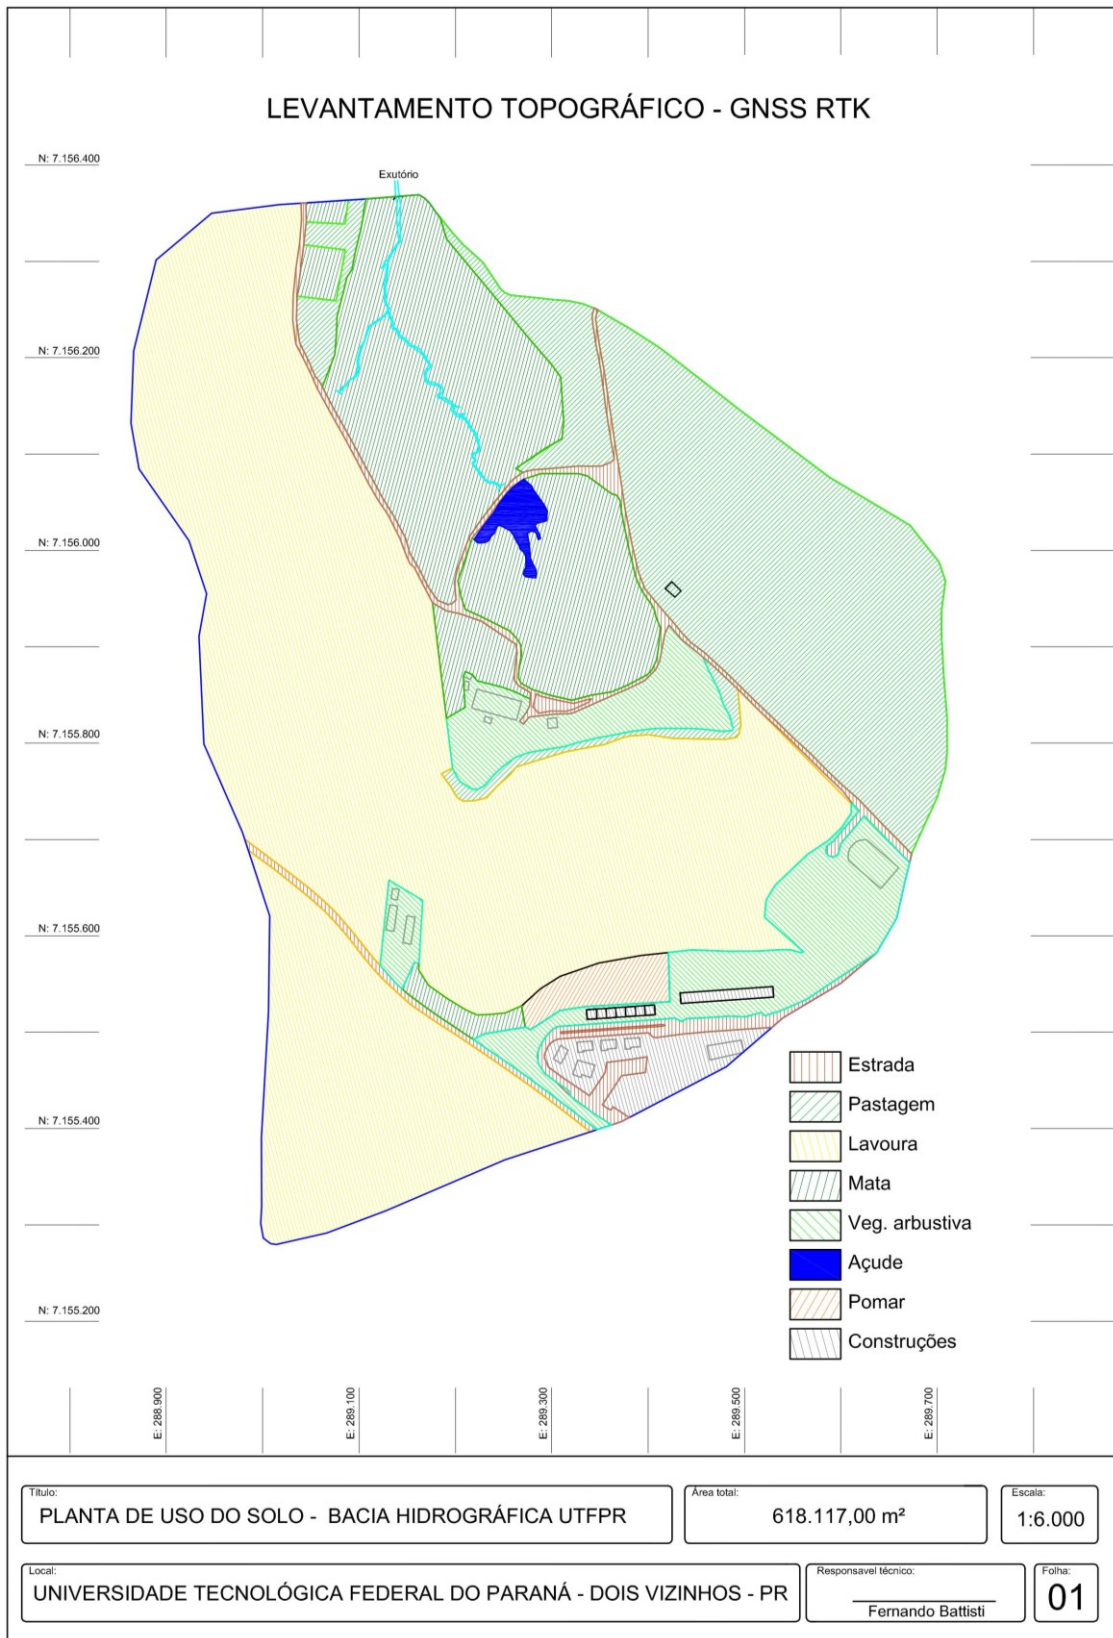 LEVANTAMENTO TOPOGRÁFICO - GNSS RTK
N: 7.156.400
Exutório
N: 7.156.200
N: 7.156.000
N: 7.155.800
N: 7.155.600
N: 7.155.400
N: 7.155.200
Estrada
Pastagem
Lavoura
Mata
Veg. arbustiva
Açude
Pomar
Construções
E: 288.900
E: 289.100
E: 289.300
E: 289.500
E: 289.700
Título:
PLANTA DE USO DO SOLO - BACIA HIDROGRÁFICA UTFPR
Área total:
618.117,00 m²
Escala:
1:6.000
Local:
UNIVERSIDADE TECNOLÓGICA FEDERAL DO PARANÁ - DOIS VIZINHOS - PR
Responsavel técnico:
Fernando Battisti
Folha:
01